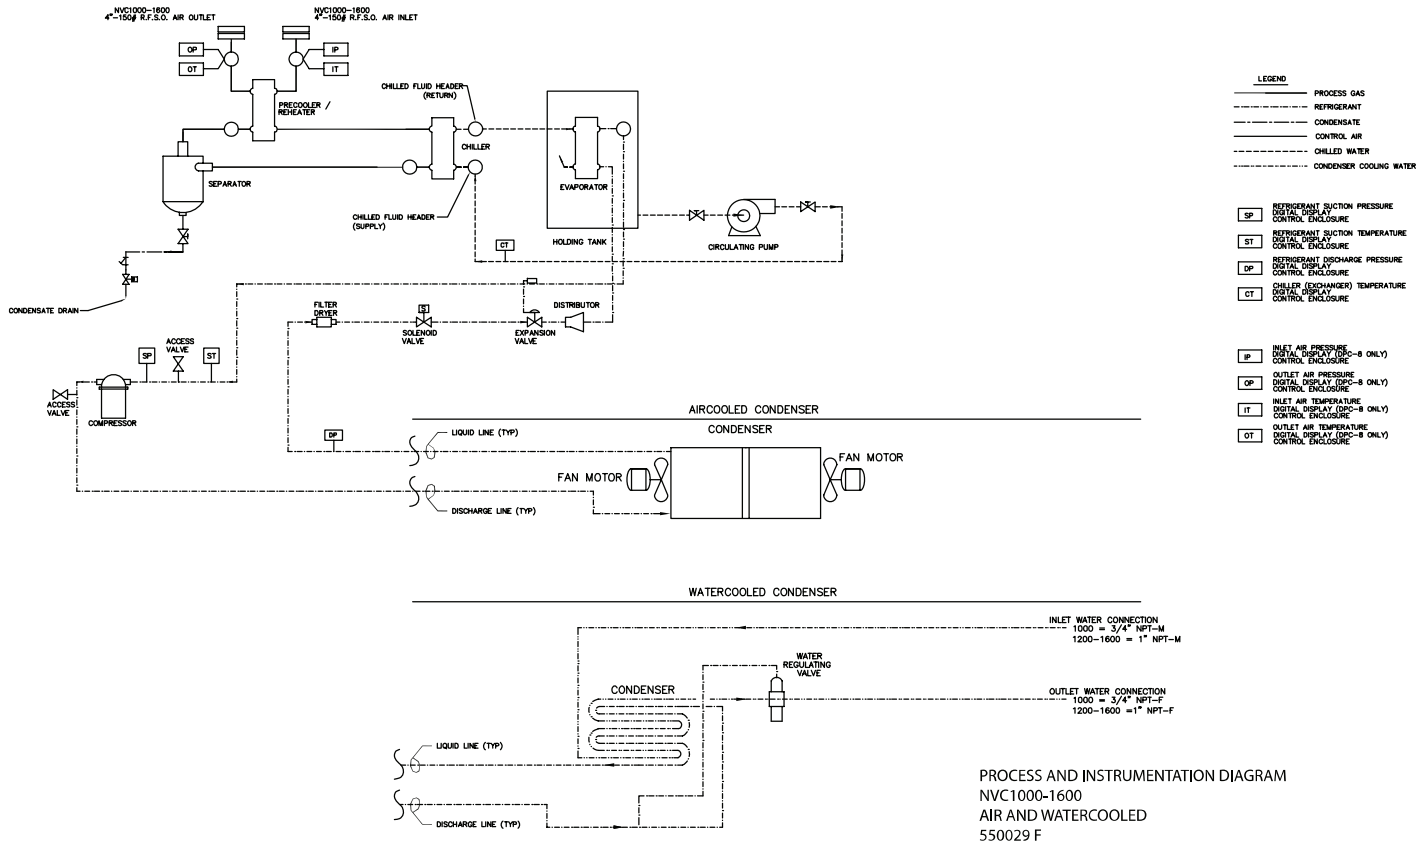 NVC1000-1600
4"-150# R.F.S.O. AIR OUTLET
NVC1000-1600
4"-150# R.F.S.O. AIR INLET
OP
OT
IP
IT
PRECOOLER /
REHEATER
CHILLED FLUID HEADER
(RETURN)
CHILLER
SEPARATOR
CHILLED FLUID HEADER
(SUPPLY)
EVAPORATOR
HOLDING TANK
CIRCULATING PUMP
CT
CONDENSATE DRAIN
FILTER
DRYER
S
SOLENOID
VALVE
EXPANSION
VALVE
DISTRIBUTOR
ACCESS
VALVE
SP
ST
ACCESS
VALVE
COMPRESSOR
DP
LEGEND
PROCESS GAS
REFRIGERANT
CONDENSATE
CONTROL AIR
CHILLED WATER
CONDENSER COOLING WATER
SP
REFRIGERANT SUCTION PRESSURE
DIGITAL DISPLAY
CONTROL ENCLOSURE
ST
REFRIGERANT SUCTION TEMPERATURE
DIGITAL DISPLAY
CONTROL ENCLOSURE
DP
REFRIGERANT DISCHARGE PRESSURE
DIGITAL DISPLAY
CONTROL ENCLOSURE
CT
CHILLER (EXCHANGER) TEMPERATURE
DIGITAL DISPLAY
CONTROL ENCLOSURE
IP
INLET AIR PRESSURE
DIGITAL DISPLAY (DPC-8 ONLY)
CONTROL ENCLOSURE
OP
OUTLET AIR PRESSURE
DIGITAL DISPLAY (DPC-8 ONLY)
CONTROL ENCLOSURE
IT
INLET AIR TEMPERATURE
DIGITAL DISPLAY (DPC-8 ONLY)
CONTROL ENCLOSURE
OT
OUTLET AIR TEMPERATURE
DIGITAL DISPLAY (DPC-8 ONLY)
CONTROL ENCLOSURE
AIRCOOLED CONDENSER
CONDENSER
LIQUID LINE (TYP)
FAN MOTOR
FAN MOTOR
DISCHARGE LINE (TYP)
WATERCOOLED CONDENSER
INLET WATER CONNECTION
1000 = 3/4" NPT-M
1200-1600 = 1" NPT-M
WATER
REGULATING
VALVE
CONDENSER
OUTLET WATER CONNECTION
1000 = 3/4" NPT-F
1200-1600 =1" NPT-F
LIQUID LINE (TYP)
DISCHARGE LINE (TYP)
PROCESS AND INSTRUMENTATION DIAGRAM
NVC1000-1600
AIR AND WATERCOOLED
550029 F